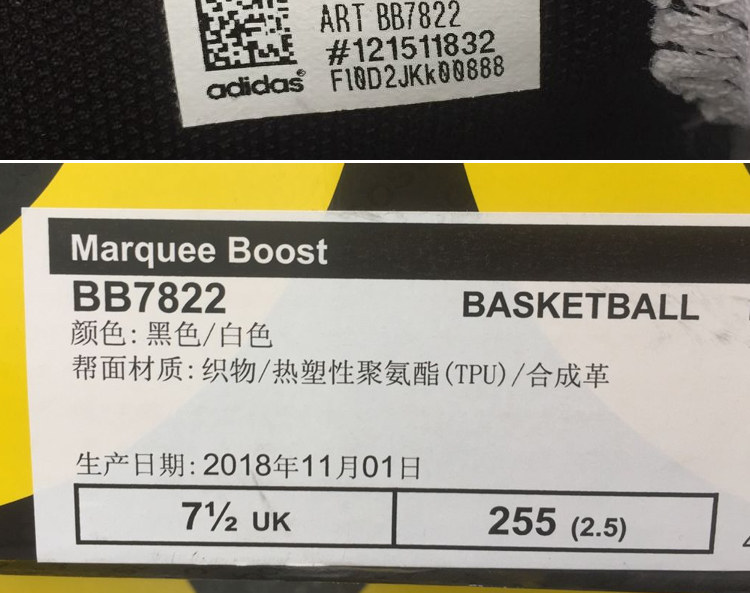 ART BB7822
#121511832
adidas®
F10D2JKk00888
Marquee Boost
BB7822
BASKETBALL
颜色: 黑色/白色
帮面材质: 织物/热塑性聚氨酯(TPU)/合成革
生产日期: 2018年11月01日
7½ UK
255 (2.5)